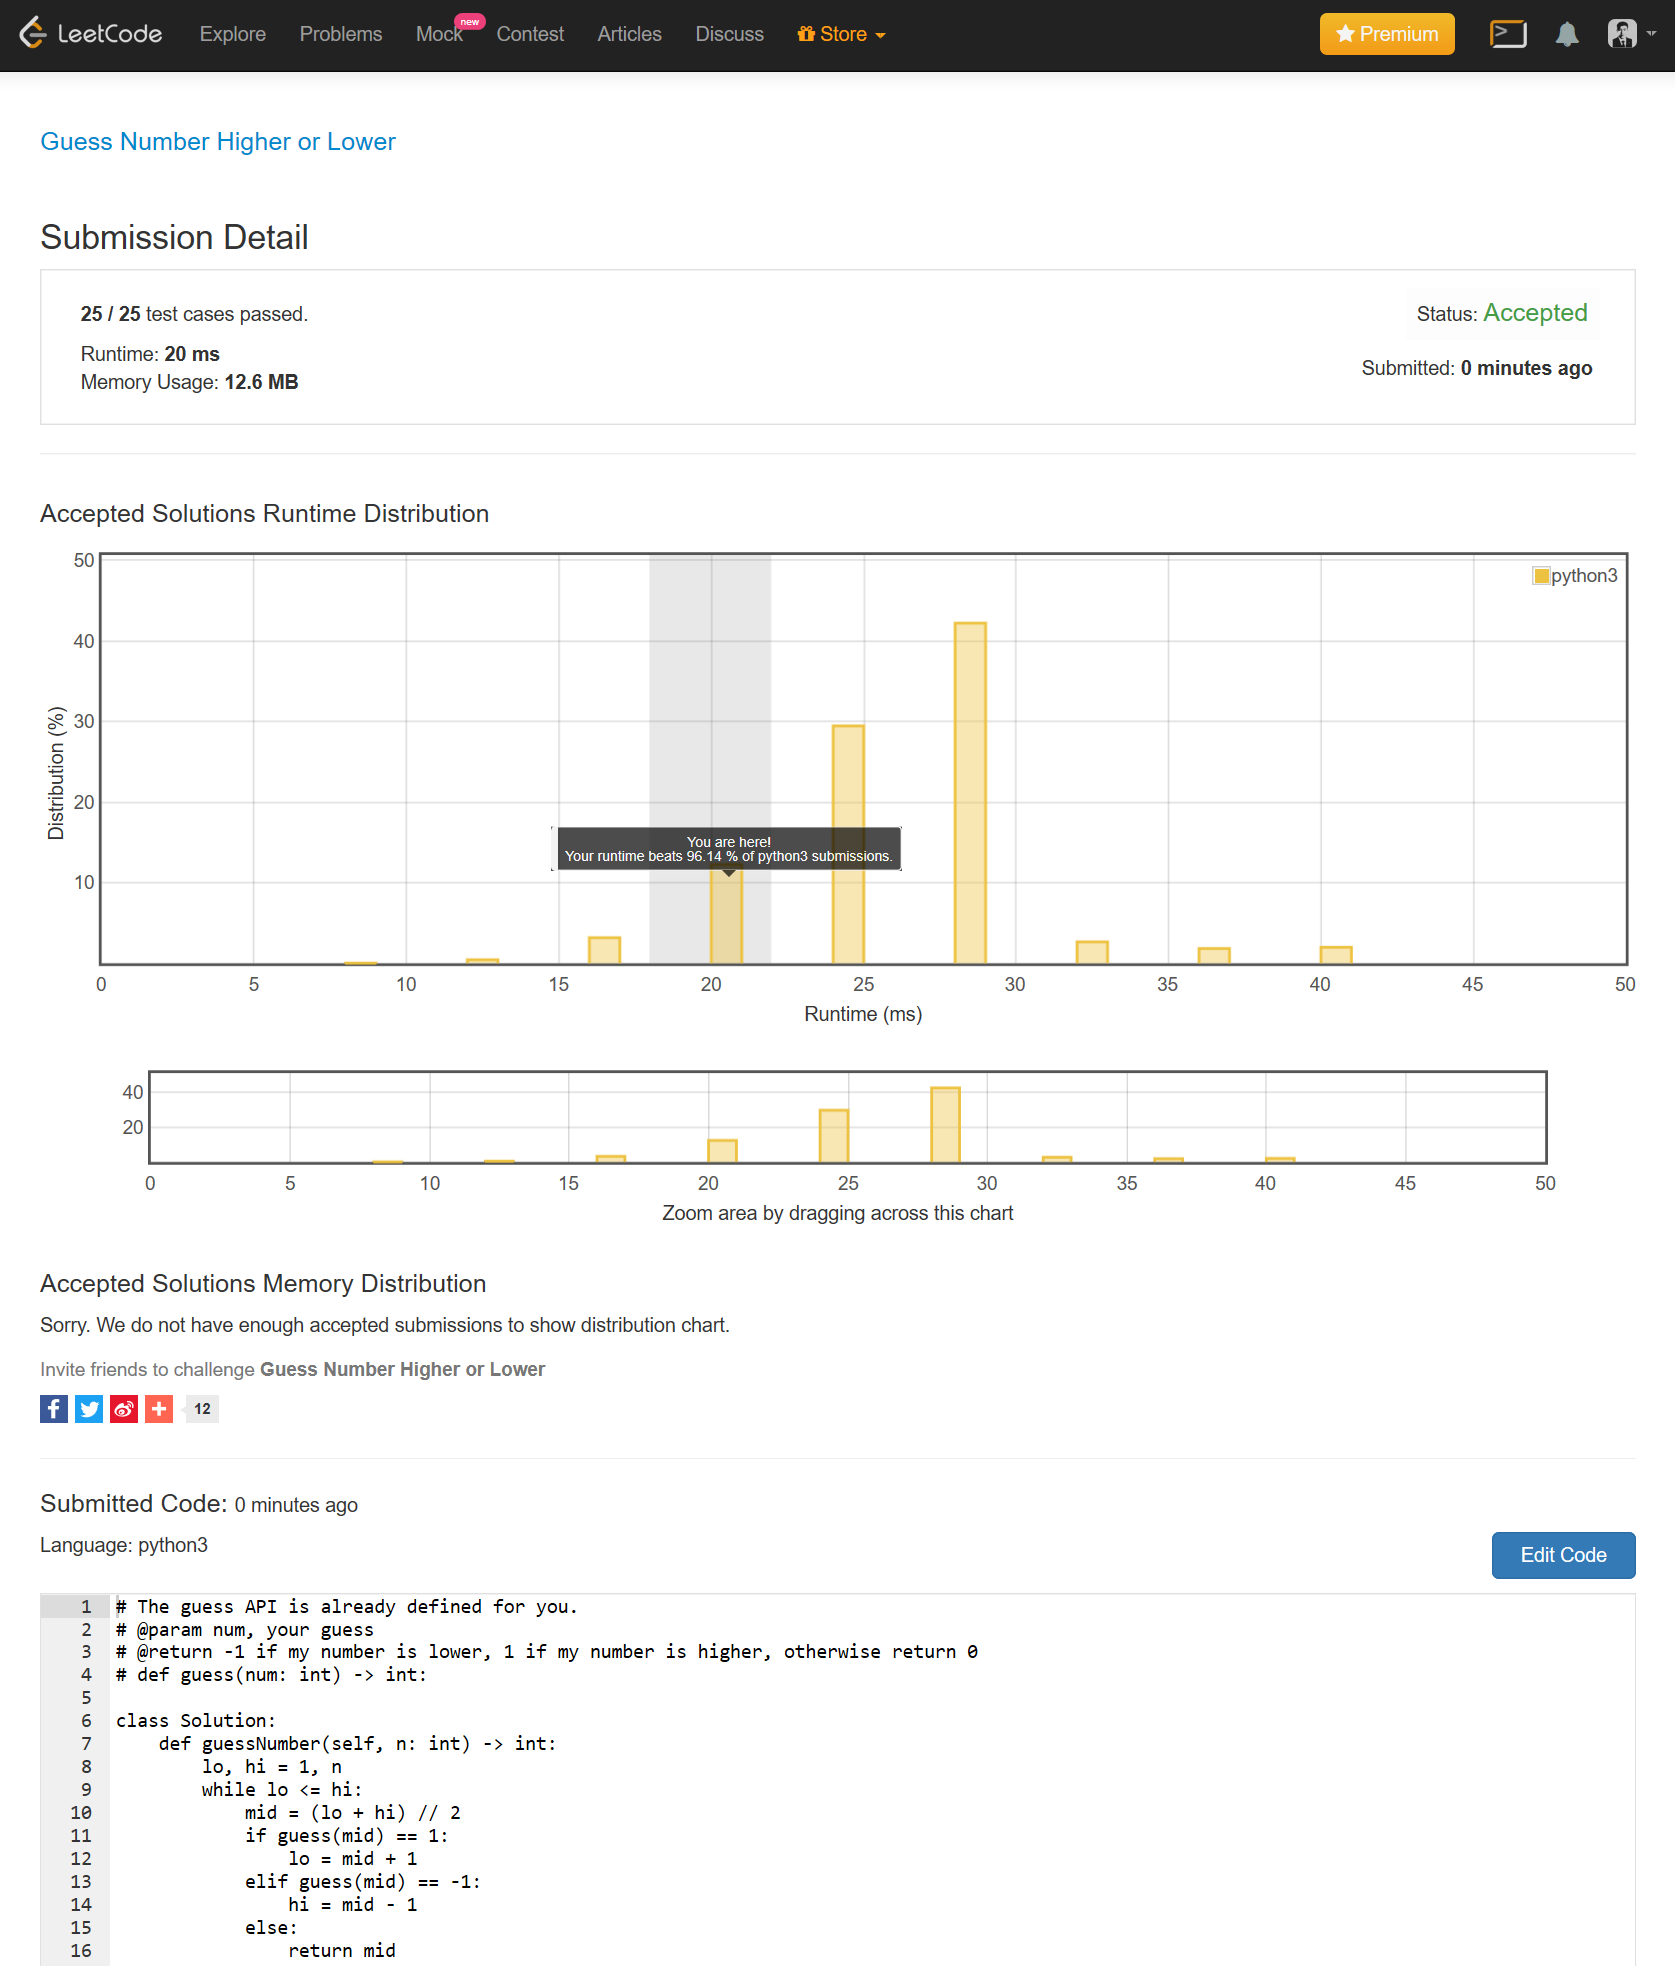 LeetCode Explore Problems Mock new Contest Articles Discuss Store Premium
Guess Number Higher or Lower
Submission Detail
25 / 25 test cases passed.
Status: Accepted
Runtime: 20 ms
Submitted: 0 minutes ago
Memory Usage: 12.6 MB
Accepted Solutions Runtime Distribution
50
python3
40
30
20
10
Distribution (%)
You are here!
Your runtime beats 96.14 % of python3 submissions.
0 5 10 15 20 25 30 35 40 45 50
Runtime (ms)
40
20
0 5 10 15 20 25 30 35 40 45 50
Zoom area by dragging across this chart
Accepted Solutions Memory Distribution
Sorry. We do not have enough accepted submissions to show distribution chart.
Invite friends to challenge Guess Number Higher or Lower
12
Submitted Code: 0 minutes ago
Language: python3
Edit Code
1 # The guess API is already defined for you.
2 # @param num, your guess
3 # @return -1 if my number is lower, 1 if my number is higher, otherwise return 0
4 # def guess(num: int) -> int:
5
6 class Solution:
7     def guessNumber(self, n: int) -> int:
8         lo, hi = 1, n
9         while lo <= hi:
10             mid = (lo + hi) // 2
11             if guess(mid) == 1:
12                 lo = mid + 1
13             elif guess(mid) == -1:
14                 hi = mid - 1
15             else:
16                 return mid